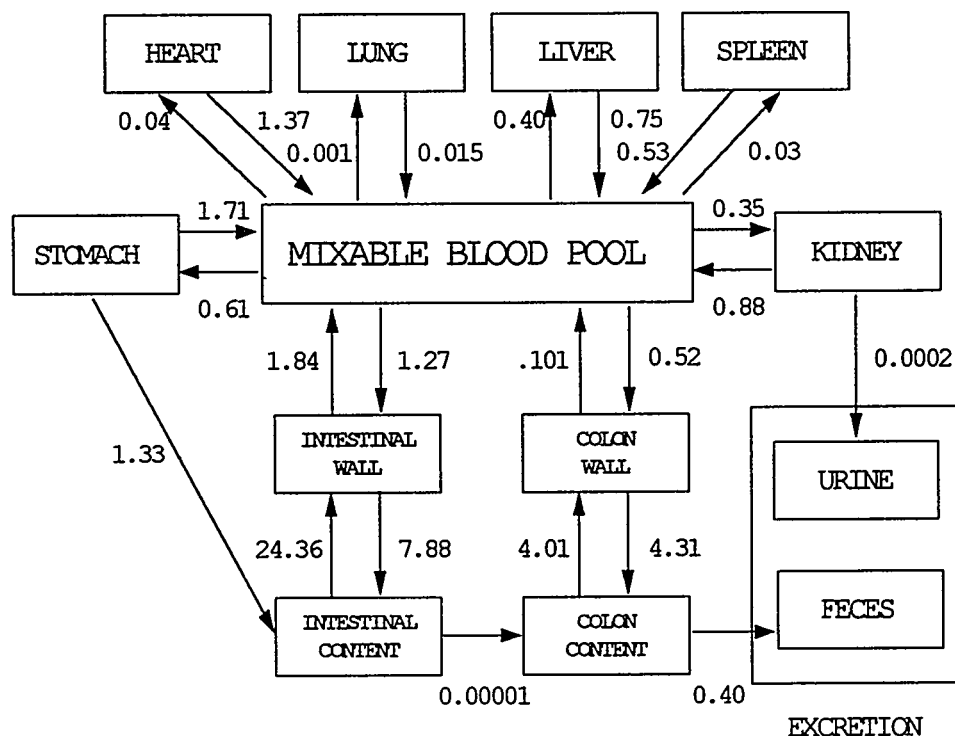 HEART
LUNG
LIVER
SPLEEN
0.04
1.37
0.001
0.015
0.40
0.75
0.53
0.03
STOMACH
1.71
0.61
MIXABLE BLOOD POOL
0.35
0.88
KIDNEY
1.84
1.27
.101
0.52
0.0002
1.33
INTESTINAL
WALL
COLON
WALL
URINE
24.36
7.88
4.01
4.31
FECES
INTESTINAL
CONTENT
COLON
CONTENT
0.00001
0.40
EXCRETION